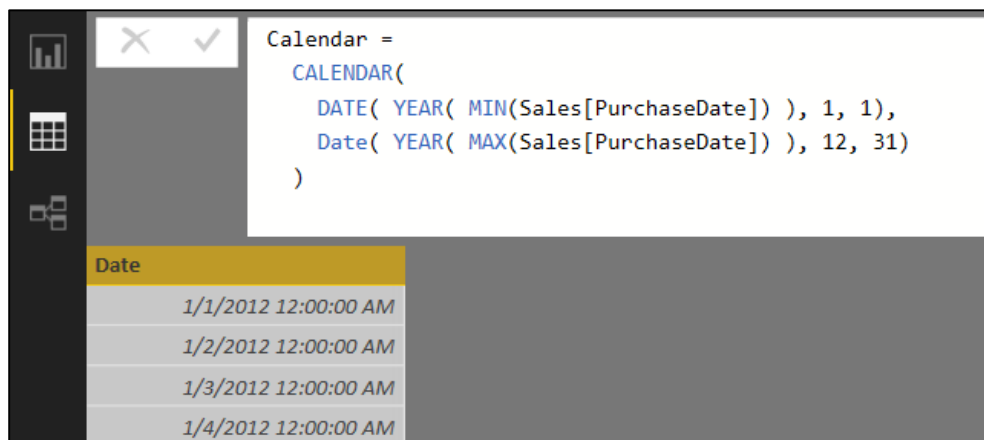 Calendar =
CALENDAR(
DATE( YEAR( MIN(Sales[PurchaseDate]) ), 1, 1),
Date( YEAR( MAX(Sales[PurchaseDate]) ), 12, 31)
)
Date
1/1/2012 12:00:00 AM
1/2/2012 12:00:00 AM
1/3/2012 12:00:00 AM
1/4/2012 12:00:00 AM